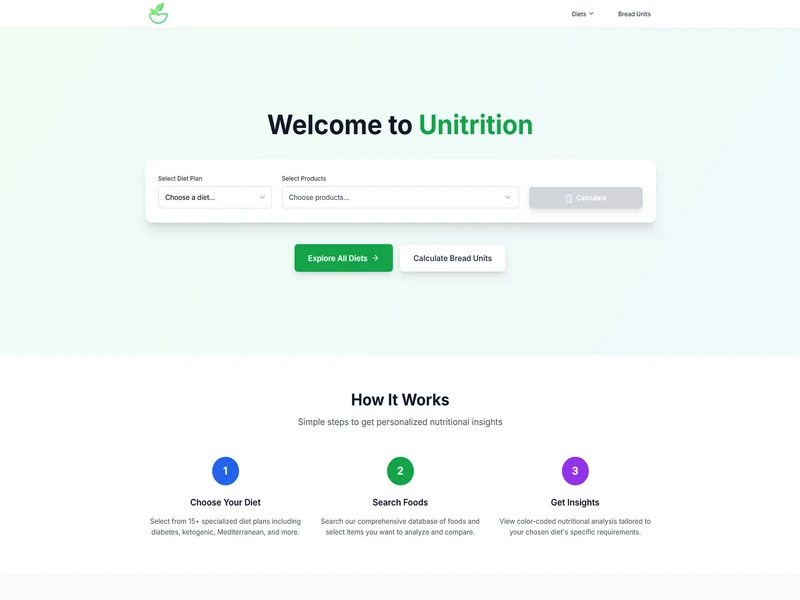 Diets
Bread Units
Welcome to Unitrition
Select Diet Plan
Select Products
Choose a diet...
Choose products...
Calculate
Explore All Diets
Calculate Bread Units
How It Works
Simple steps to get personalized nutritional insights
1
2
3
Choose Your Diet
Search Foods
Get Insights
Select from 15+ specialized diet plans including
diabetes, ketogenic, Mediterranean, and more.
Search our comprehensive database of foods and
select items you want to analyze and compare.
View color-coded nutritional analysis tailored to
your chosen diet's specific requirements.